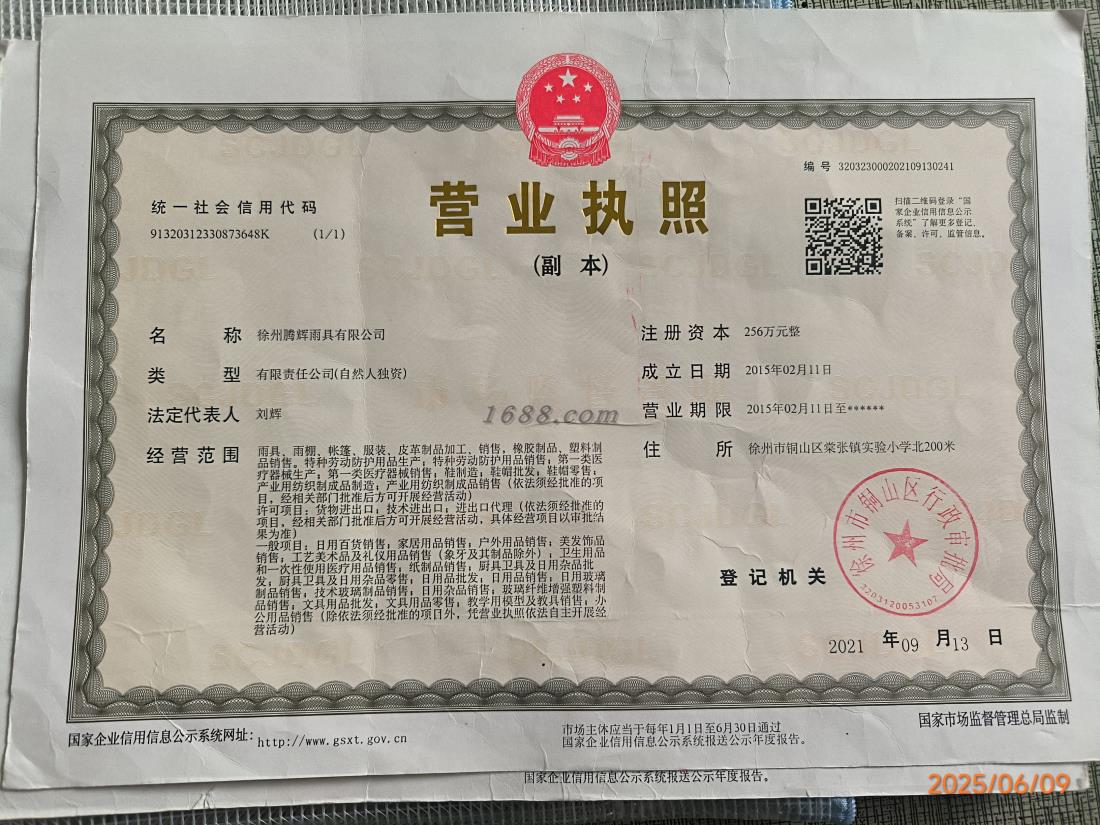 编 号 320323000202109130241
统一社会信用代码
91320312330873648K (1/1)
营业执照
(副 本)
扫描二维码登录“国
家企业信用信息公示
系统”了解更多登记、
备案、许可、监管信息。
名 称 徐州腾辉雨具有限公司
类 型 有限责任公司(自然人独资)
法定代表人 刘辉
经营范围 雨具、雨棚、帐篷、服装、皮革制品加工、销售，橡胶制品、塑料制
品销售。特种劳动防护用品生产；特种劳动防护用品销售；第一类医
疗器械生产；第一类医疗器械销售；鞋制造；鞋帽批发；鞋帽零售；
产业用纺织制成品制造；产业用纺织制成品销售（依法须经批准的项
目，经相关部门批准后方可开展经营活动）
许可项目：货物进出口；技术进出口；进出口代理（依法须经批准的
项目，经相关部门批准后方可开展经营活动，具体经营项目以审批结
果为准）
一般项目：日用百货销售；家居用品销售；户外用品销售；美发饰品
销售；工艺美术品及礼仪用品销售（象牙及其制品除外）；卫生用品
和一次性使用医疗用品销售；纸制品销售；厨具卫具及日用杂品批
发；厨具卫具及日用杂品零售；日用品批发；日用品销售；日用玻璃
制品销售；技术玻璃制品销售；日用杂品销售；玻璃纤维增强塑料制
品销售；文具用品批发；文具用品零售；教学用模型及教具销售；办
公用品销售（除依法须经批准的项目外，凭营业执照依法自主开展经
营活动）
注册资本 256万元整
成立日期 2015年02月11日
营业期限 2015年02月11日至******
住 所 徐州市铜山区棠张镇实验小学北200米
1688.com
登记机关
徐州市铜山区行政审批局
3203120053107
2021 年 09 月 13 日
国家企业信用信息公示系统网址：http://www.gsxt.gov.cn
市场主体应当于每年1月1日至6月30日通过
国家企业信用信息公示系统报送公示年度报告。
国家市场监督管理总局监制
国家企业信用信息公示系统报送公示年度报告。
2025/06/09